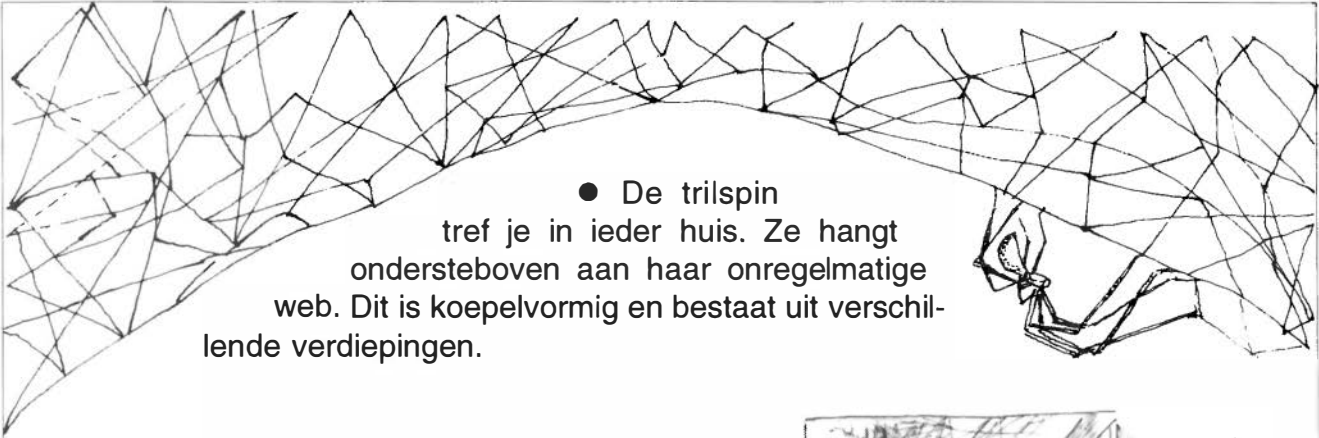 ● De trilspin
tref je in ieder huis. Ze hangt
ondersteboven aan haar onregelmatige
web. Dit is koepelvormig en bestaat uit verschil-
lende verdiepingen.